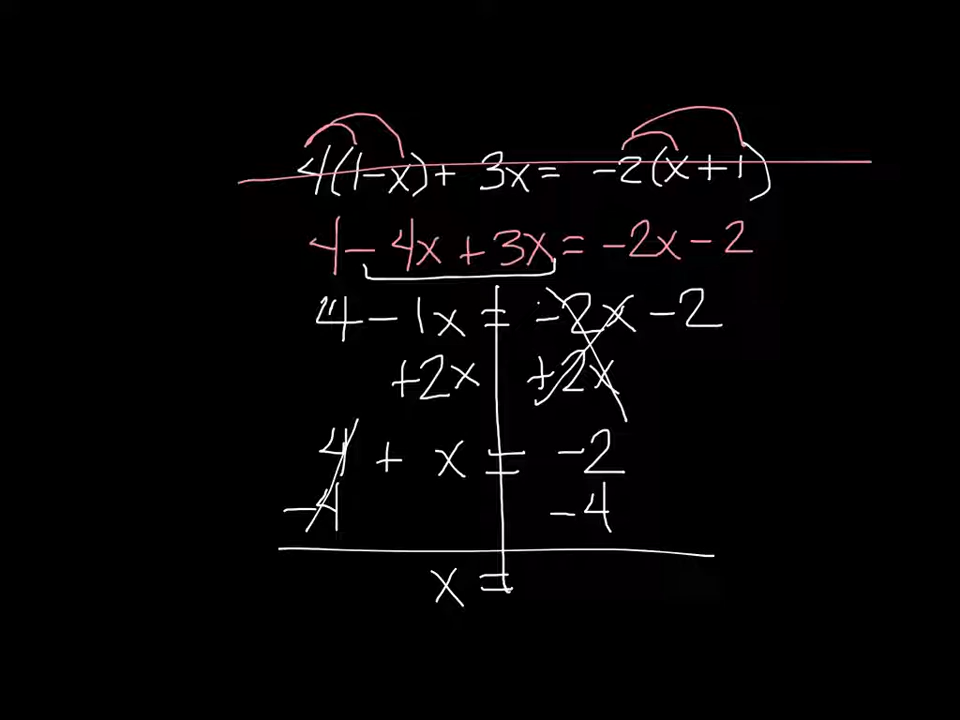 4(1-x)+ 3x= -2(x+1)
4-4x+3x=-2x-2
4-1x=-2x-2
+2x +2x
4+x=-2
-4 -4
x=